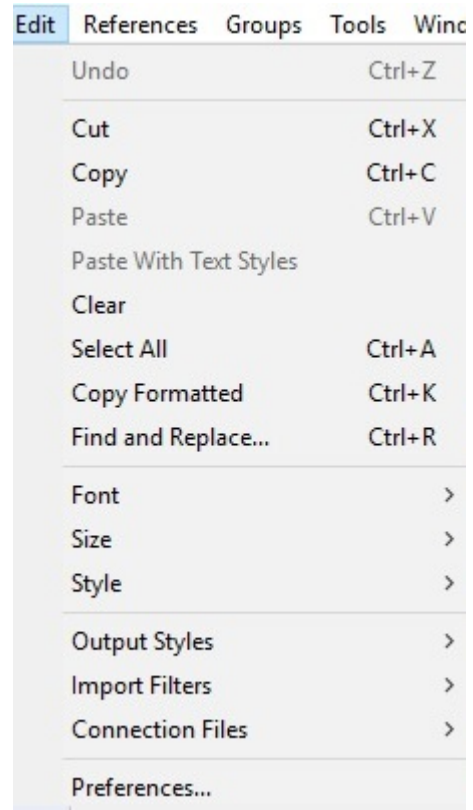 Edit References Groups Tools Wind
Undo Ctrl+Z
Cut Ctrl+X
Copy Ctrl+C
Paste Ctrl+V
Paste With Text Styles
Clear
Select All Ctrl+A
Copy Formatted Ctrl+K
Find and Replace... Ctrl+R
Font >
Size >
Style >
Output Styles >
Import Filters >
Connection Files >
Preferences...